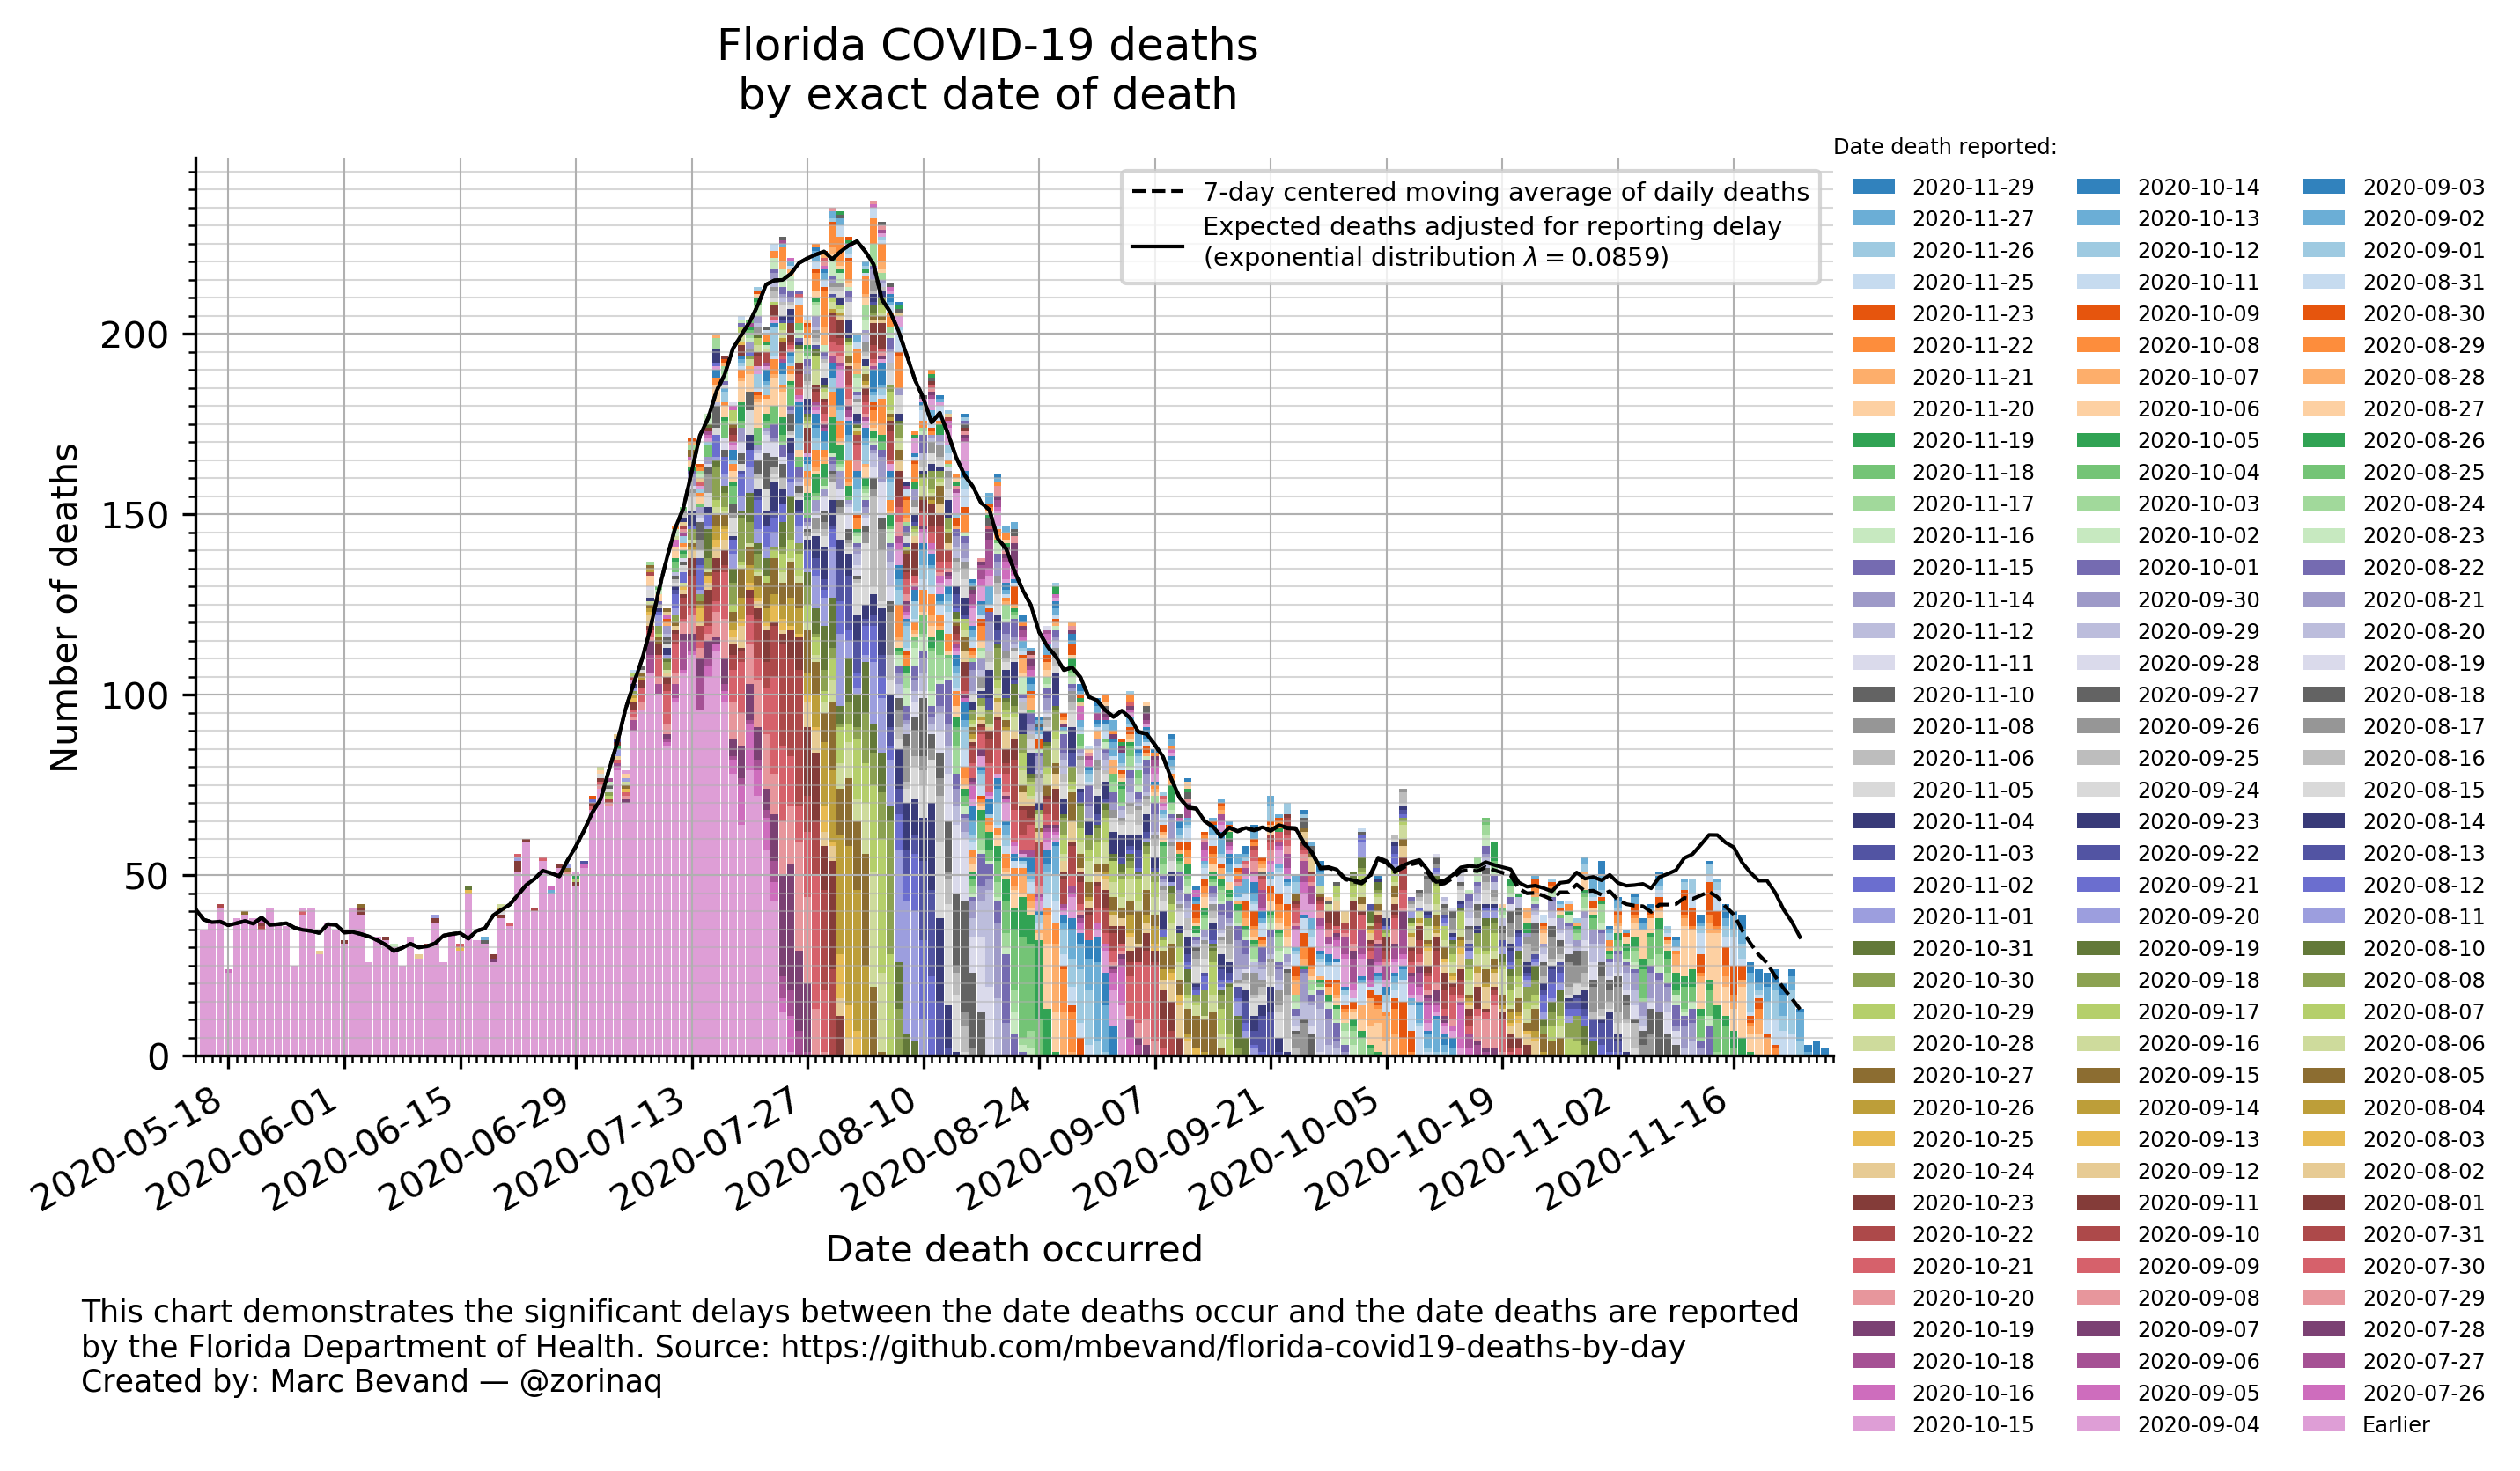 Florida COVID-19 deaths
by exact date of death
Date death reported:
7-day centered moving average of daily deaths
Expected deaths adjusted for reporting delay
(exponential distribution λ = 0.0859)
2020-11-29 2020-10-14 2020-09-03
2020-11-27 2020-10-13 2020-09-02
2020-11-26 2020-10-12 2020-09-01
2020-11-25 2020-10-11 2020-08-31
2020-11-23 2020-10-09 2020-08-30
2020-11-22 2020-10-08 2020-08-29
2020-11-21 2020-10-07 2020-08-28
2020-11-20 2020-10-06 2020-08-27
2020-11-19 2020-10-05 2020-08-26
2020-11-18 2020-10-04 2020-08-25
2020-11-17 2020-10-03 2020-08-24
2020-11-16 2020-10-02 2020-08-23
2020-11-15 2020-10-01 2020-08-22
2020-11-14 2020-09-30 2020-08-21
2020-11-12 2020-09-29 2020-08-20
2020-11-11 2020-09-28 2020-08-19
2020-11-10 2020-09-27 2020-08-18
2020-11-08 2020-09-26 2020-08-17
2020-11-06 2020-09-25 2020-08-16
2020-11-05 2020-09-24 2020-08-15
2020-11-04 2020-09-23 2020-08-14
2020-11-03 2020-09-22 2020-08-13
2020-11-02 2020-09-21 2020-08-12
2020-11-01 2020-09-20 2020-08-11
2020-10-31 2020-09-19 2020-08-10
2020-10-30 2020-09-18 2020-08-08
2020-10-29 2020-09-17 2020-08-07
2020-10-28 2020-09-16 2020-08-06
2020-10-27 2020-09-15 2020-08-05
2020-10-26 2020-09-14 2020-08-04
2020-10-25 2020-09-13 2020-08-03
2020-10-24 2020-09-12 2020-08-02
2020-10-23 2020-09-11 2020-08-01
2020-10-22 2020-09-10 2020-07-31
2020-10-21 2020-09-09 2020-07-30
2020-10-20 2020-09-08 2020-07-29
2020-10-19 2020-09-07 2020-07-28
2020-10-18 2020-09-06 2020-07-27
2020-10-16 2020-09-05 2020-07-26
2020-10-15 2020-09-04 Earlier
Number of deaths
200
150
100
50
0
2020-05-18 2020-06-01 2020-06-15 2020-06-29 2020-07-13 2020-07-27 2020-08-10 2020-08-24 2020-09-07 2020-09-21 2020-10-05 2020-10-19 2020-11-02 2020-11-16
Date death occurred
This chart demonstrates the significant delays between the date deaths occur and the date deaths are reported
by the Florida Department of Health. Source: https://github.com/mbevand/florida-covid19-deaths-by-day
Created by: Marc Bevand — @zorinaq